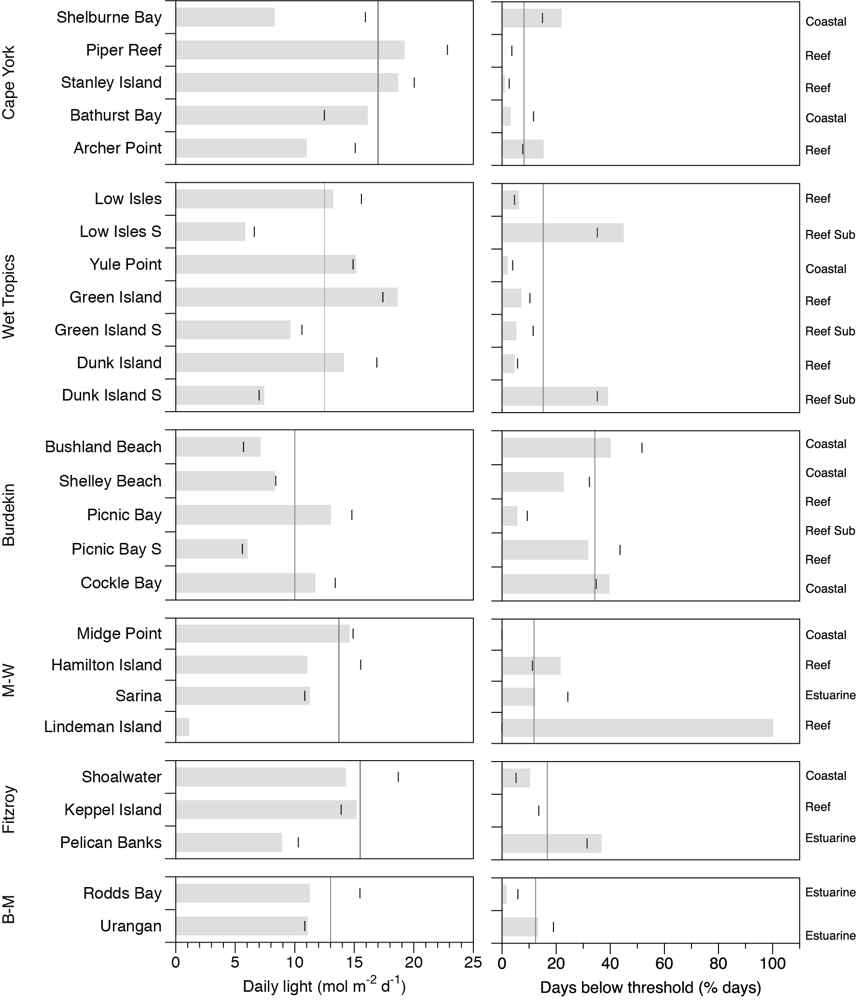 Cape York
Shelburne Bay
Coastal
Piper Reef
Reef
Stanley Island
Reef
Bathurst Bay
Coastal
Archer Point
Reef
Wet Tropics
Low Isles
Reef
Low Isles S
Reef Sub
Yule Point
Coastal
Green Island
Reef
Green Island S
Reef Sub
Dunk Island
Reef
Dunk Island S
Reef Sub
Burdekin
Bushland Beach
Coastal
Shelley Beach
Coastal
Picnic Bay
Reef
Picnic Bay S
Reef Sub
Reef
Cockle Bay
Coastal
M-W
Midge Point
Coastal
Hamilton Island
Reef
Sarina
Estuarine
Lindeman Island
Reef
Fitzroy
Shoalwater
Coastal
Keppel Island
Reef
Pelican Banks
Estuarine
B-M
Rodds Bay
Estuarine
Urangan
Estuarine
0 5 10 15 20 25
0 20 40 60 80 100
Daily light (mol m⁻² d⁻¹)
Days below threshold (% days)